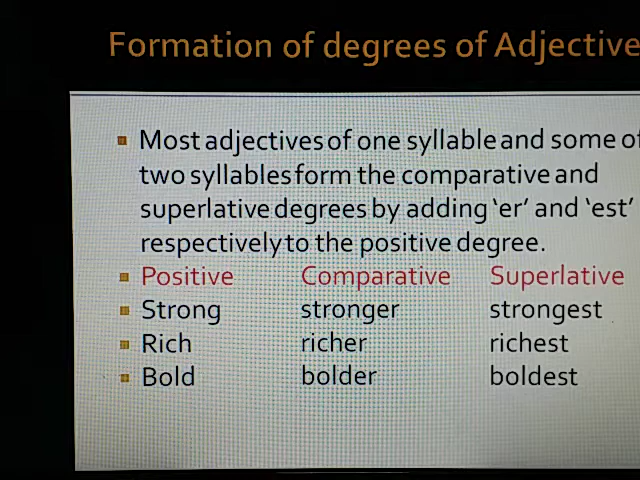 Formation of degrees of Adjective
Most adjectives of one syllable and some of
two syllables form the comparative and
superlative degrees by adding ‘er’ and ‘est’
respectively to the positive degree.
Positive Comparative Superlative
Strong stronger strongest
Rich richer richest
Bold bolder boldest